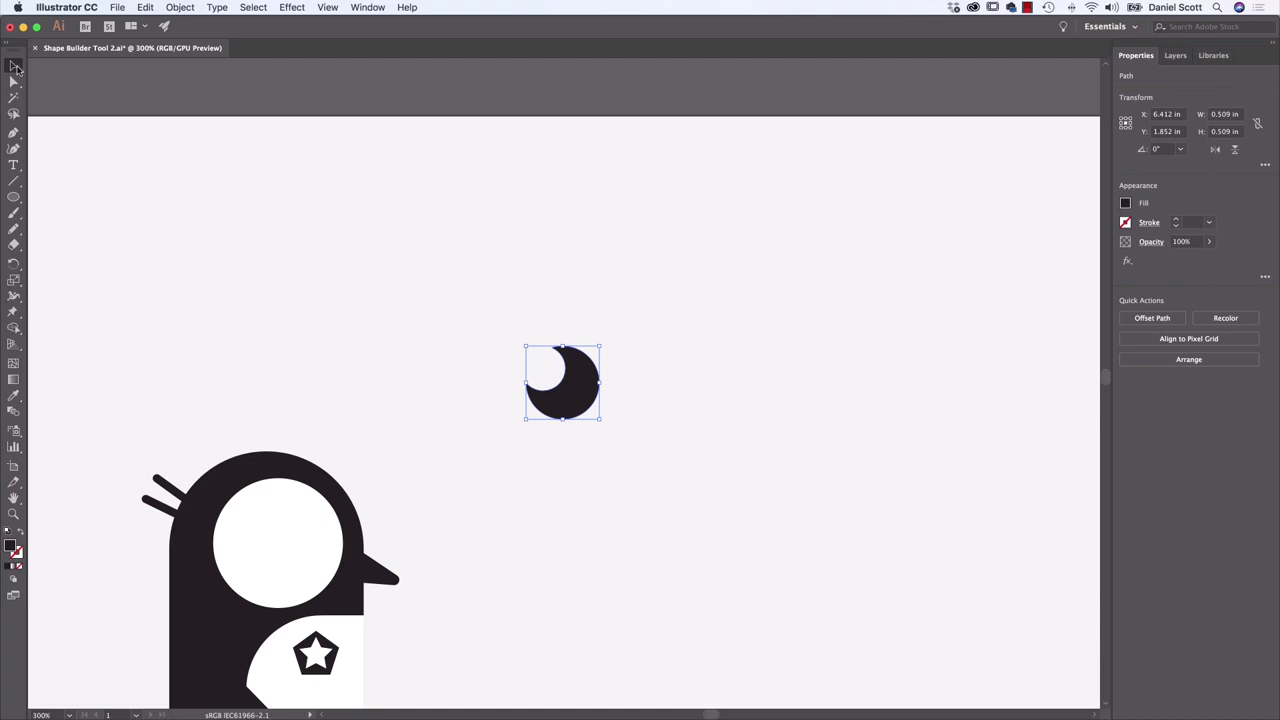 Illustrator CC File Edit Object Type Select Effect View Window Help Daniel Scott
Ai Br St Essentials Search Adobe Stock
× Shape Builder Tool 2.ai* @ 300% (RGB/GPU Preview)
Properties Layers Libraries
Path
Transform
X: 6.412 in W: 0.509 in
Y: 1.852 in H: 0.509 in
0°
Appearance
Fill
Stroke
Opacity 100%
fx.
Quick Actions
Offset Path Recolor
Align to Pixel Grid
Arrange
300% 1 sRGB IEC61966-2.1